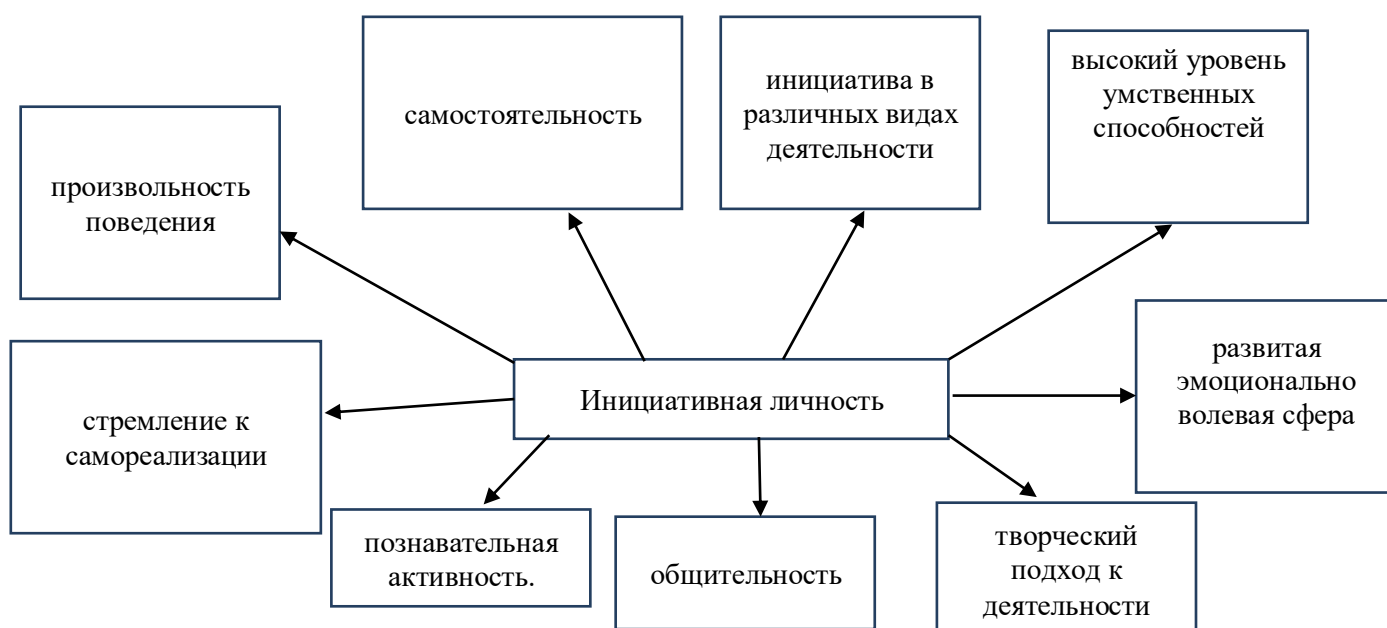 произвольность
поведения
самостоятельность
инициатива в
различных видах
деятельности
высокий уровень
умственных
способностей
стремление к
самореализации
Инициативная личность
развитая
эмоционально
волевая сфера
познавательная
активность.
общительность
творческий
подход к
деятельности